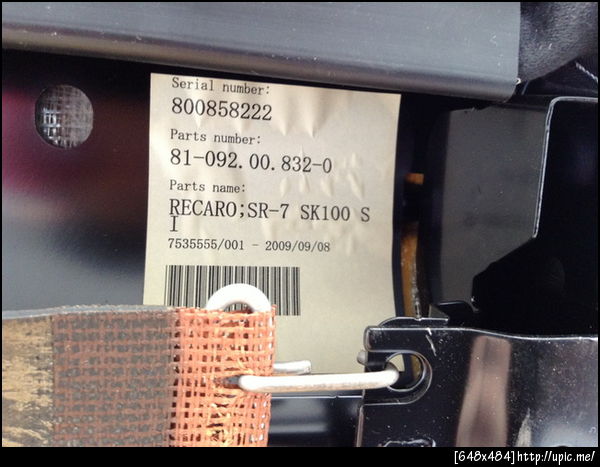 Serial number:
800858222
Parts number:
81-092.00.832-0
Parts name:
RECARO;SR-7 SK100 S
I
7535555/001 - 2009/09/08
[648x484]http://upic.me/